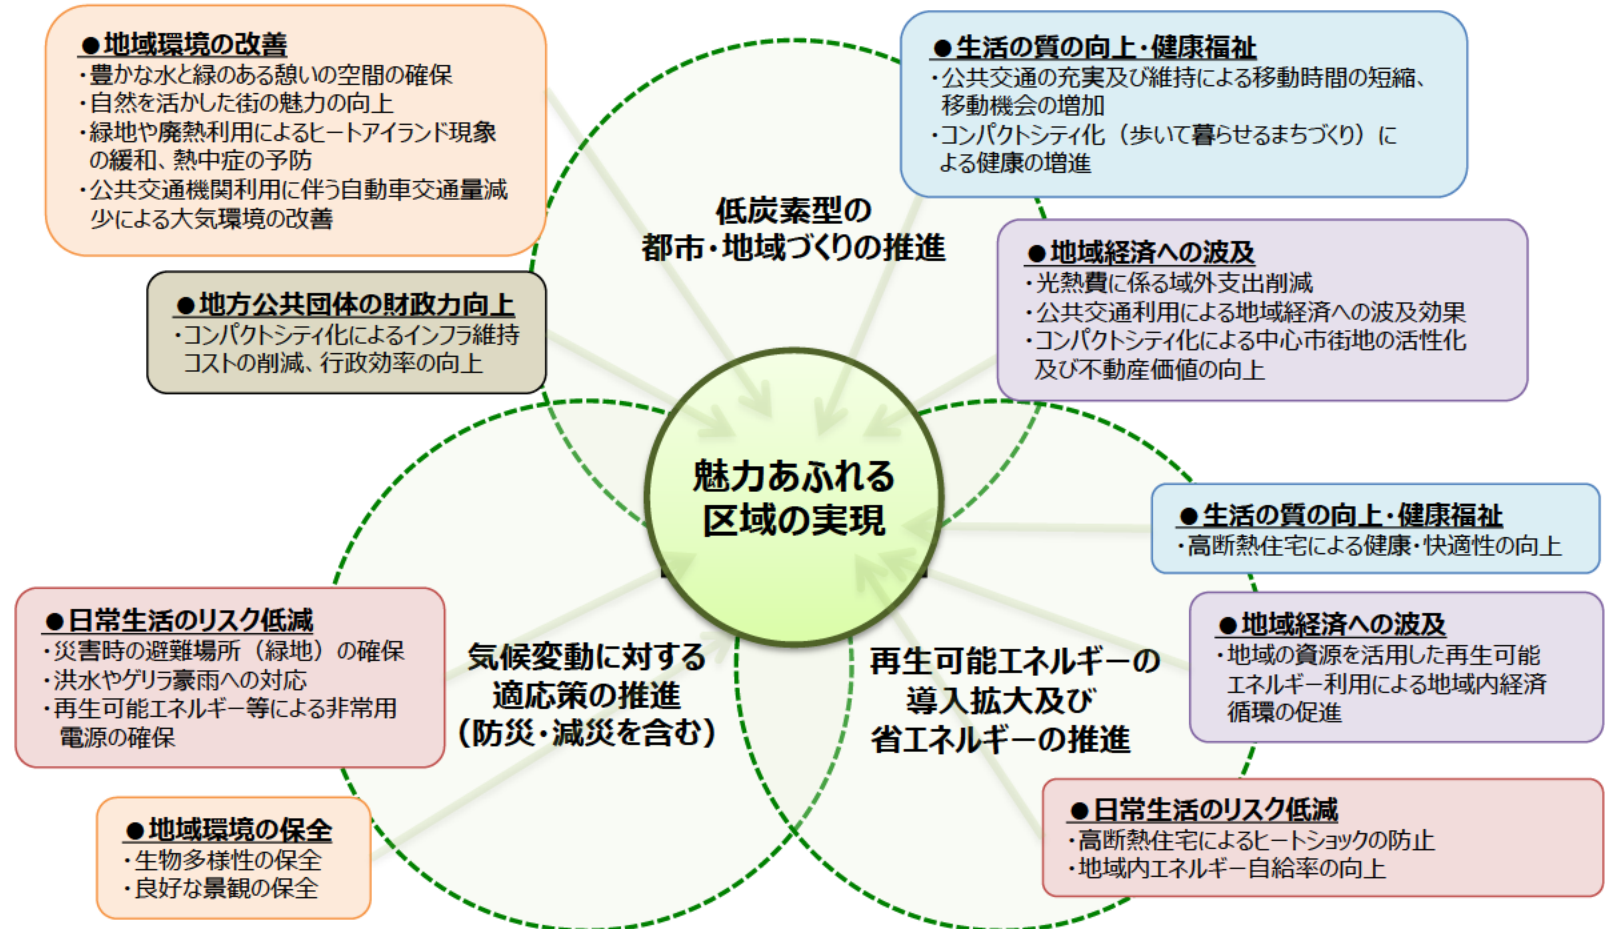 ●地域環境の改善
・豊かな水と緑のある憩いの空間の確保
・自然を活かした街の魅力の向上
・緑地や廃熱利用によるヒートアイランド現象
の緩和、熱中症の予防
・公共交通機関利用に伴う自動車交通量減
少による大気環境の改善
●生活の質の向上・健康福祉
・公共交通の充実及び維持による移動時間の短縮、
移動機会の増加
・コンパクトシティ化（歩いて暮らせるまちづくり）に
よる健康の増進
低炭素型の
都市・地域づくりの推進
●地方公共団体の財政力向上
・コンパクトシティ化によるインフラ維持
コストの削減、行政効率の向上
●地域経済への波及
・光熱費に係る域外支出削減
・公共交通利用による地域経済への波及効果
・コンパクトシティ化による中心市街地の活性化
及び不動産価値の向上
魅力あふれる
区域の実現
●生活の質の向上・健康福祉
・高断熱住宅による健康・快適性の向上
●日常生活のリスク低減
・災害時の避難場所（緑地）の確保
・洪水やゲリラ豪雨への対応
・再生可能エネルギー等による非常用
電源の確保
気候変動に対する
適応策の推進
（防災・減災を含む）
再生可能エネルギーの
導入拡大及び
省エネルギーの推進
●地域経済への波及
・地域の資源を活用した再生可能
エネルギー利用による地域内経済
循環の促進
●地域環境の保全
・生物多様性の保全
・良好な景観の保全
●日常生活のリスク低減
・高断熱住宅によるヒートショックの防止
・地域内エネルギー自給率の向上